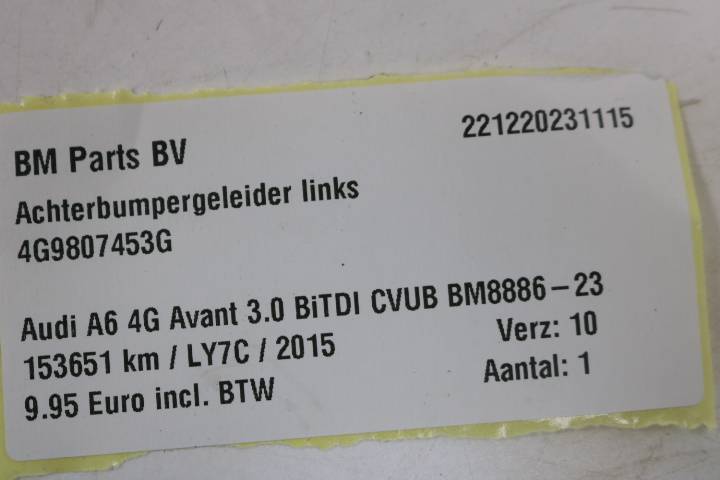 BM Parts BV
221220231115
Achterbumpergeleider links
4G9807453G
Audi A6 4G Avant 3.0 BiTDI CVUB BM8886-23
153651 km / LY7C / 2015
Verz: 10
9.95 Euro incl. BTW
Aantal: 1